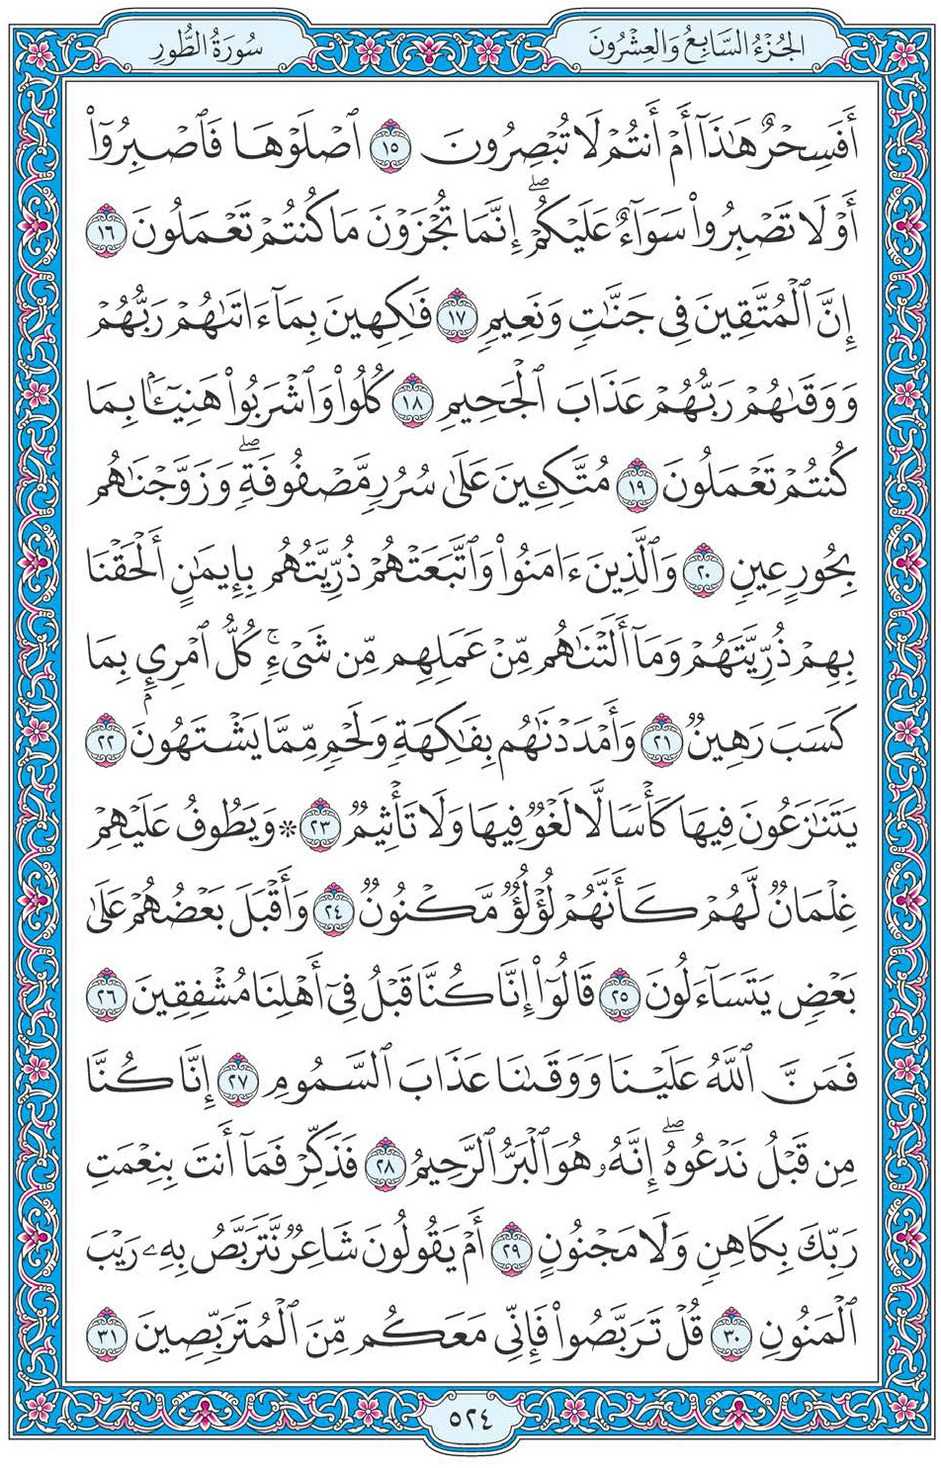 الجُزْءُ السَّابِعُ وَالعِشْرُونَ
سُورَةُ الطُّورِ
أَفَسِحْرٌ هَٰذَآ أَمْ أَنتُمْ لَا تُبْصِرُونَ ١٥ ٱصْلَوْهَا فَٱصْبِرُوٓا۟
أَوْ لَا تَصْبِرُوا۟ سَوَآءٌ عَلَيْكُمْ ۖ إِنَّمَا تُجْزَوْنَ مَا كُنتُمْ تَعْمَلُونَ ١٦
إِنَّ ٱلْمُتَّقِينَ فِى جَنَّٰتٍ وَنَعِيمٍ ١٧ فَٰكِهِينَ بِمَآ ءَاتَىٰهُمْ رَبُّهُمْ
وَوَقَىٰهُمْ رَبُّهُمْ عَذَابَ ٱلْجَحِيمِ ١٨ كُلُوا۟ وَٱشْرَبُوا۟ هَنِيٓـًٔۢا بِمَا
كُنتُمْ تَعْمَلُونَ ١٩ مُتَّكِـِٔينَ عَلَىٰ سُرُرٍ مَّصْفُوفَةٍ ۖ وَزَوَّجْنَٰهُم
بِحُورٍ عِينٍ ٢٠ وَٱلَّذِينَ ءَامَنُوا۟ وَٱتَّبَعَتْهُمْ ذُرِّيَّتُهُم بِإِيمَٰنٍ أَلْحَقْنَا
بِهِمْ ذُرِّيَّتَهُمْ وَمَآ أَلَتْنَٰهُم مِّنْ عَمَلِهِم مِّن شَىْءٍ ۚ كُلُّ ٱمْرِئٍۭ بِمَا
كَسَبَ رَهِينٌ ٢١ وَأَمْدَدْنَٰهُم بِفَٰكِهَةٍ وَلَحْمٍ مِّمَّا يَشْتَهُونَ ٢٢
يَتَنَٰزَعُونَ فِيهَا كَأْسًا لَّا لَغْوٌ فِيهَا وَلَا تَأْثِيمٌ ٢٣ ۞ وَيَطُوفُ عَلَيْهِمْ
غِلْمَانٌ لَّهُمْ كَأَنَّهُمْ لُؤْلُؤٌ مَّكْنُونٌ ٢٤ وَأَقْبَلَ بَعْضُهُمْ عَلَىٰ
بَعْضٍ يَتَسَآءَلُونَ ٢٥ قَالُوٓا۟ إِنَّا كُنَّا قَبْلُ فِىٓ أَهْلِنَا مُشْفِقِينَ ٢٦
فَمَنَّ ٱللَّهُ عَلَيْنَا وَوَقَىٰنَا عَذَابَ ٱلسَّمُومِ ٢٧ إِنَّا كُنَّا
مِن قَبْلُ نَدْعُوهُ ۖ إِنَّهُۥ هُوَ ٱلْبَرُّ ٱلرَّحِيمُ ٢٨ فَذَكِّرْ فَمَآ أَنتَ بِنِعْمَتِ
رَبِّكَ بِكَاهِنٍ وَلَا مَجْنُونٍ ٢٩ أَمْ يَقُولُونَ شَاعِرٌ نَّتَرَبَّصُ بِهِۦ رَيْبَ
ٱلْمَنُونِ ٣٠ قُلْ تَرَبَّصُوا۟ فَإِنِّى مَعَكُم مِّنَ ٱلْمُتَرَبِّصِينَ ٣١
٥٢٤